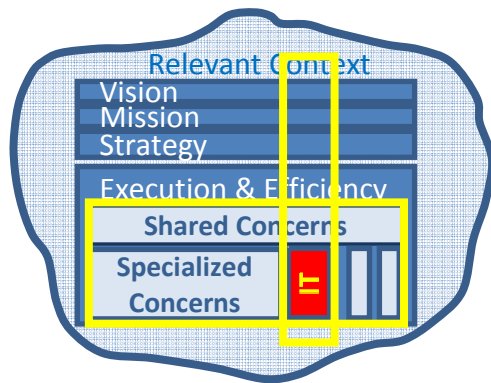 Relevant Context
Vision
Mission
Strategy
Execution & Efficiency
Shared Concerns
Specialized
Concerns
IT